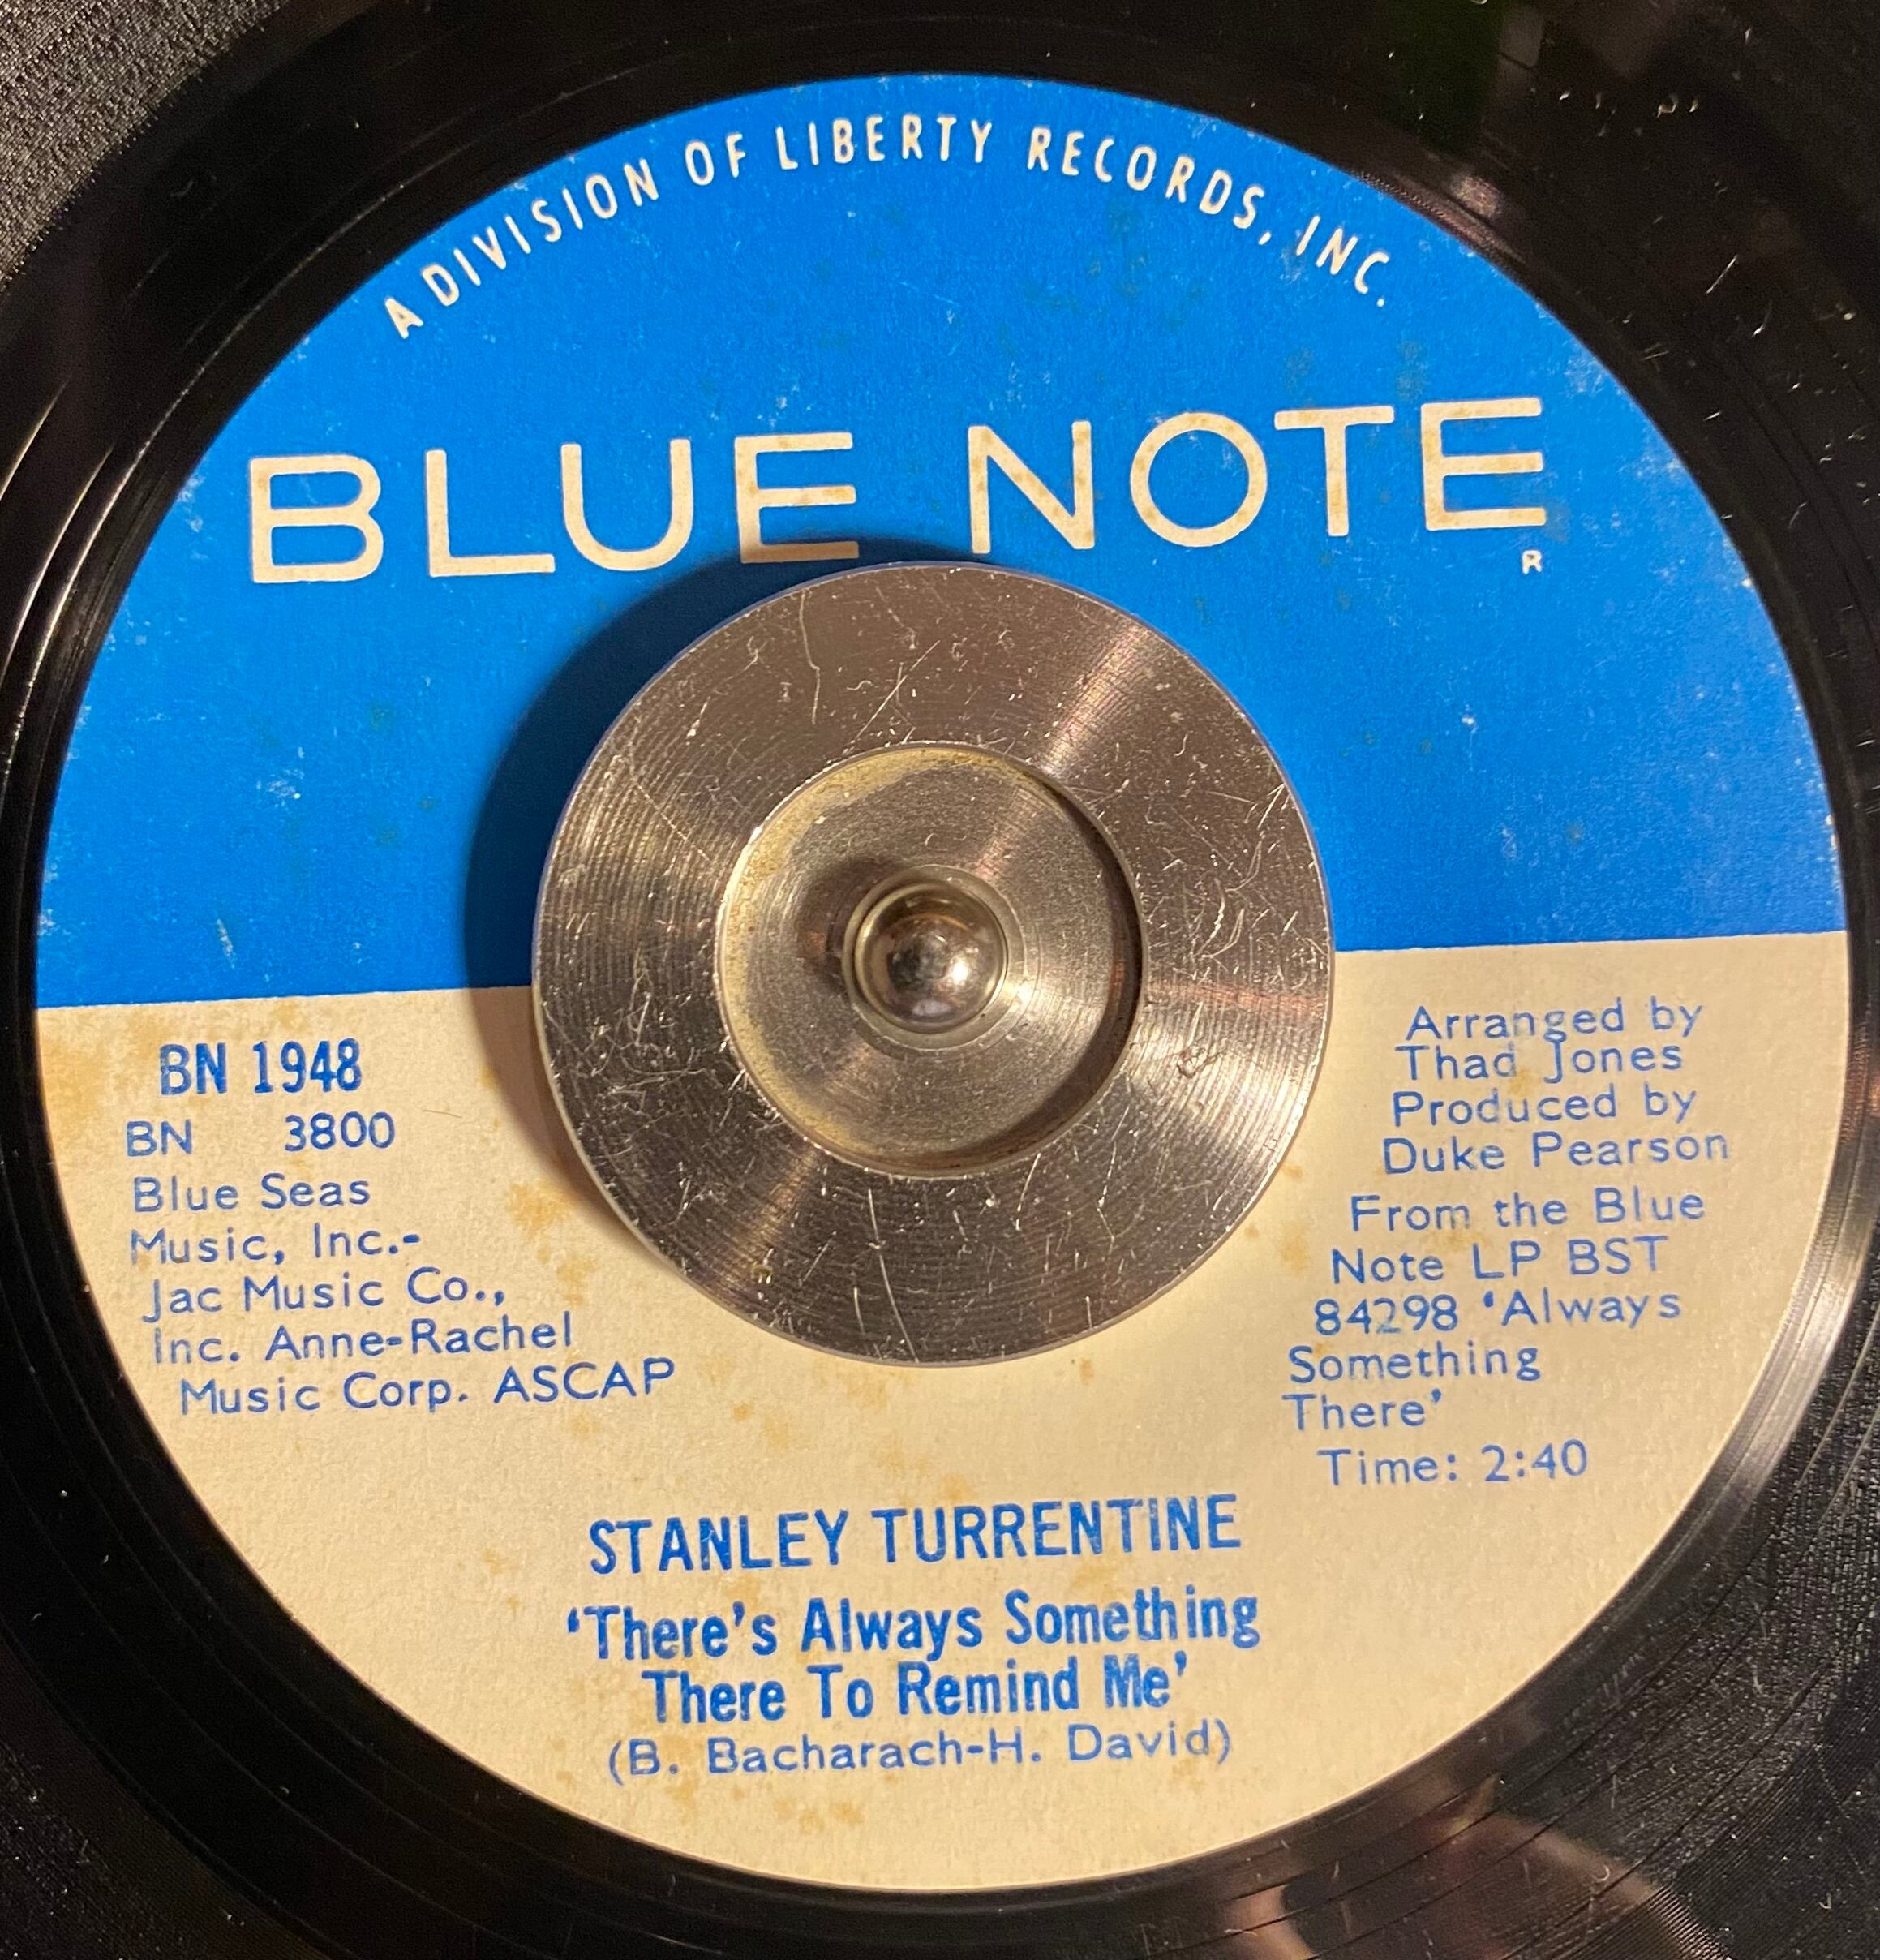 A DIVISION OF LIBERTY RECORDS, INC.
BLUE NOTE
R
BN 1948
BN 3800
Blue Seas
Music, Inc.-
Jac Music Co.,
Inc. Anne-Rachel
Music Corp. ASCAP
Arranged by
Thad Jones
Produced by
Duke Pearson
From the Blue
Note LP BST
84298 ‘Always
Something
There’
Time: 2:40
STANLEY TURRENTINE
‘There’s Always Something
There To Remind Me’
(B. Bacharach-H. David)